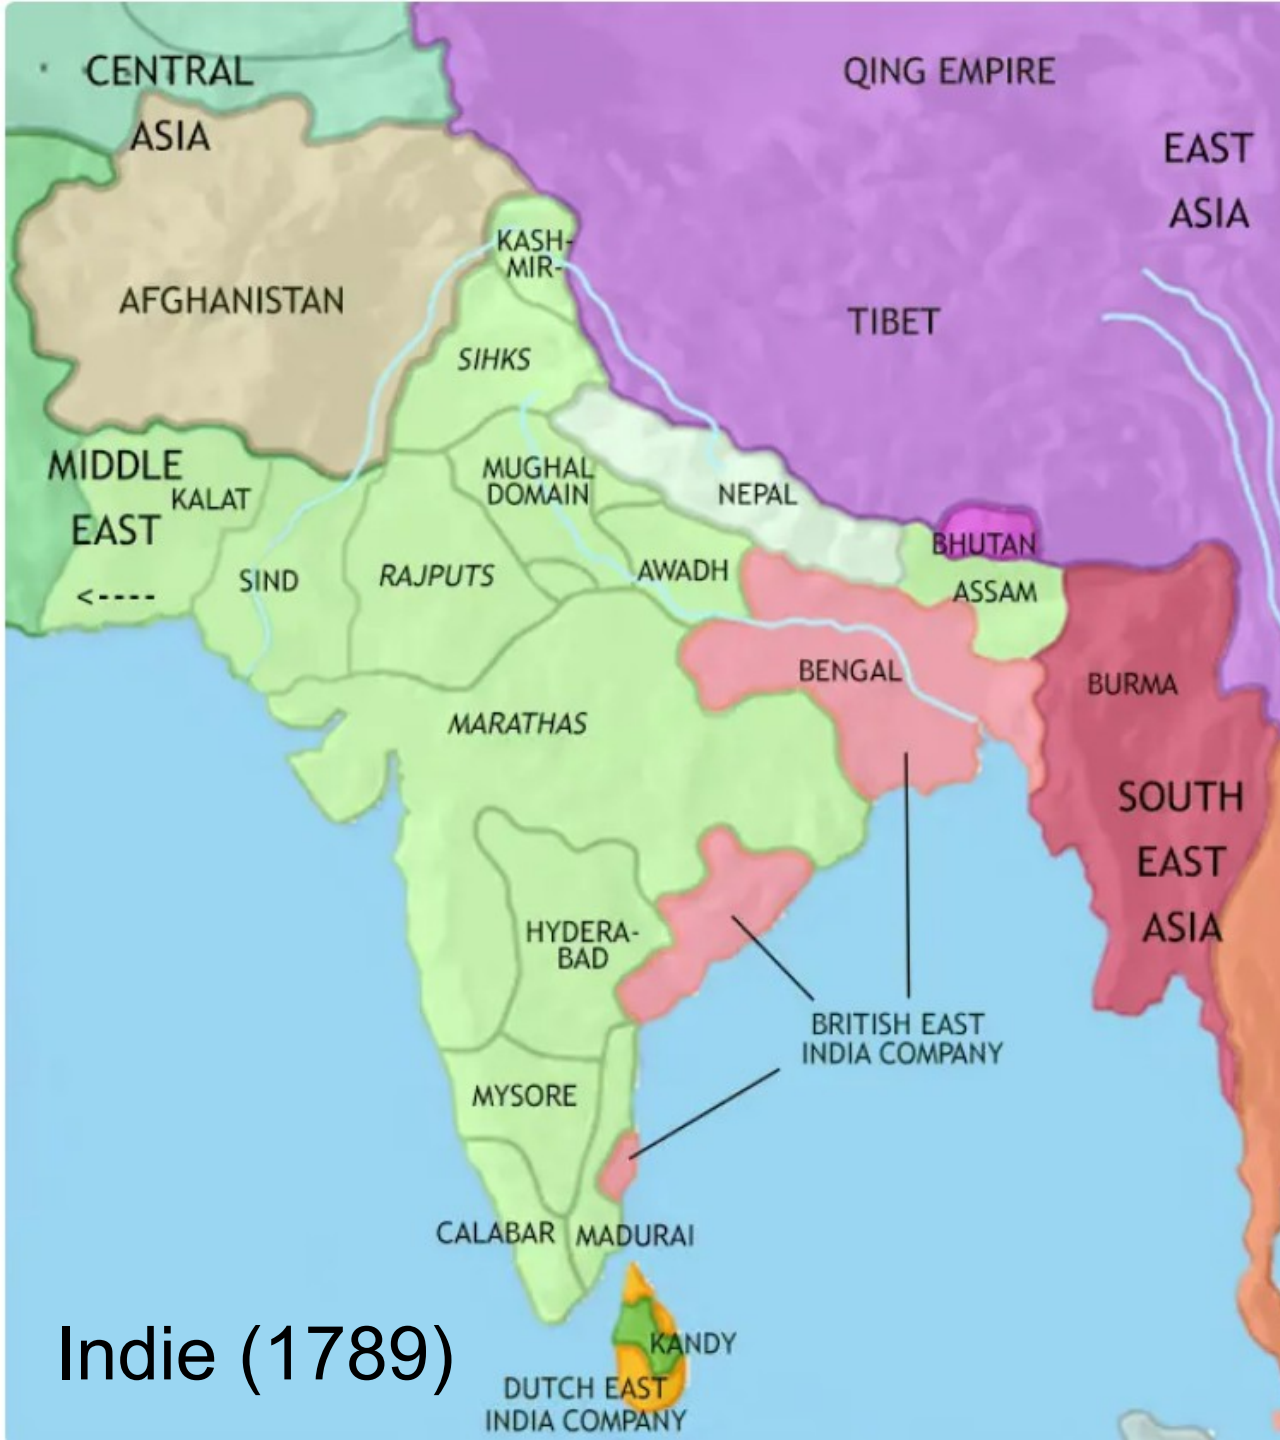 CENTRAL
ASIA
QING EMPIRE
EAST
ASIA
KASH-
MIR-
AFGHANISTAN
TIBET
SIHKS
MIDDLE
EAST
<----
KALAT
MUGHAL
DOMAIN
NEPAL
BHUTAN
SIND
RAJPUTS
AWADH
ASSAM
BENGAL
BURMA
MARATHAS
SOUTH
EAST
ASIA
HYDERA-
BAD
BRITISH EAST
INDIA COMPANY
MYSORE
CALABAR
MADURAI
KANDY
DUTCH EAST
INDIA COMPANY
Indie (1789)